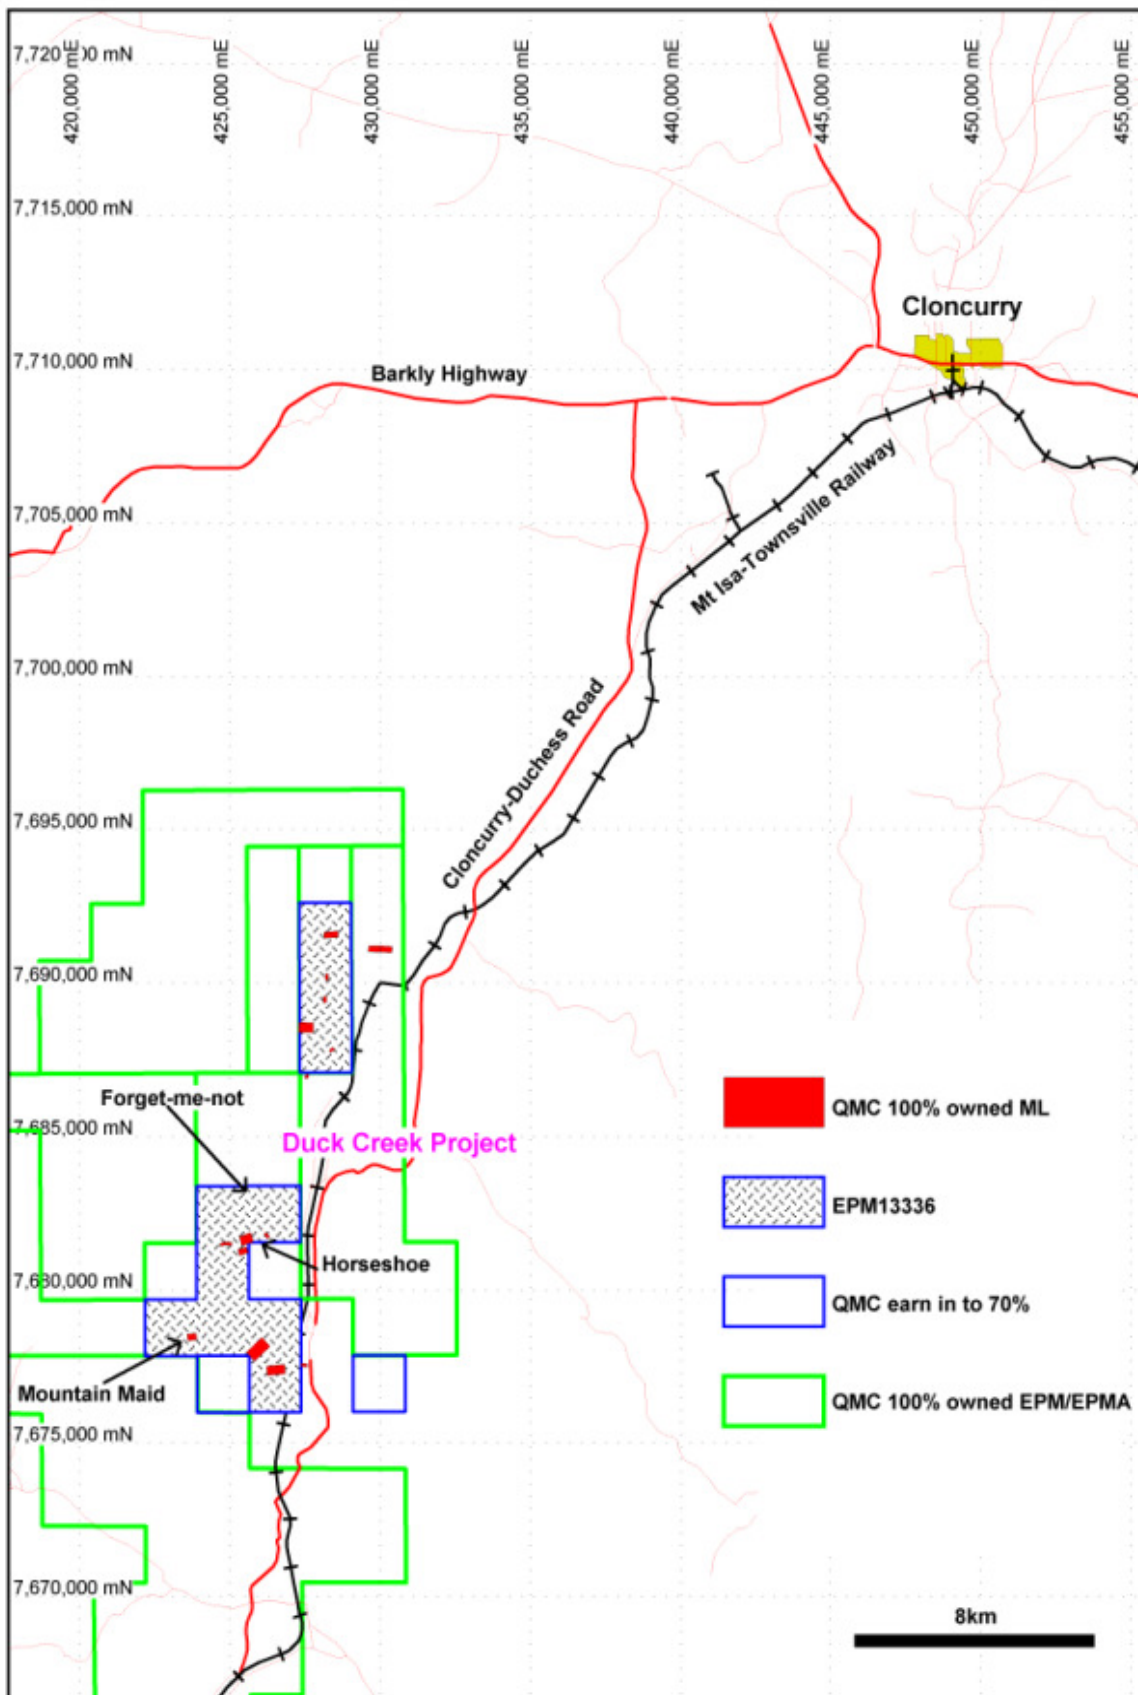 7,720,000 mN
420,000 mE
425,000 mE
430,000 mE
435,000 mE
440,000 mE
445,000 mE
450,000 mE
455,000 mE
7,715,000 mN
Cloncurry
7,710,000 mN
Barkly Highway
7,705,000 mN
Mt Isa-Townsville Railway
7,700,000 mN
Cloncurry-Duchess Road
7,695,000 mN
7,690,000 mN
Forget-me-not
QMC 100% owned ML
7,685,000 mN
Duck Creek Project
EPM13336
Horseshoe
7,680,000 mN
QMC earn in to 70%
Mountain Maid
QMC 100% owned EPM/EPMA
7,675,000 mN
7,670,000 mN
8km